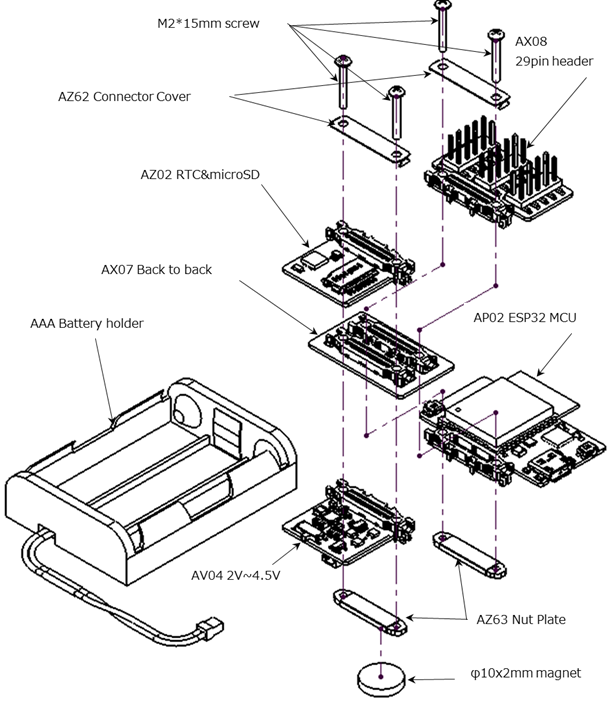 M2*15mm screw
AX08
29pin header
AZ62 Connector Cover
AZ02 RTC&microSD
AX07 Back to back
AAA Battery holder
AP02 ESP32 MCU
AV04 2V~4.5V
AZ63 Nut Plate
φ10x2mm magnet